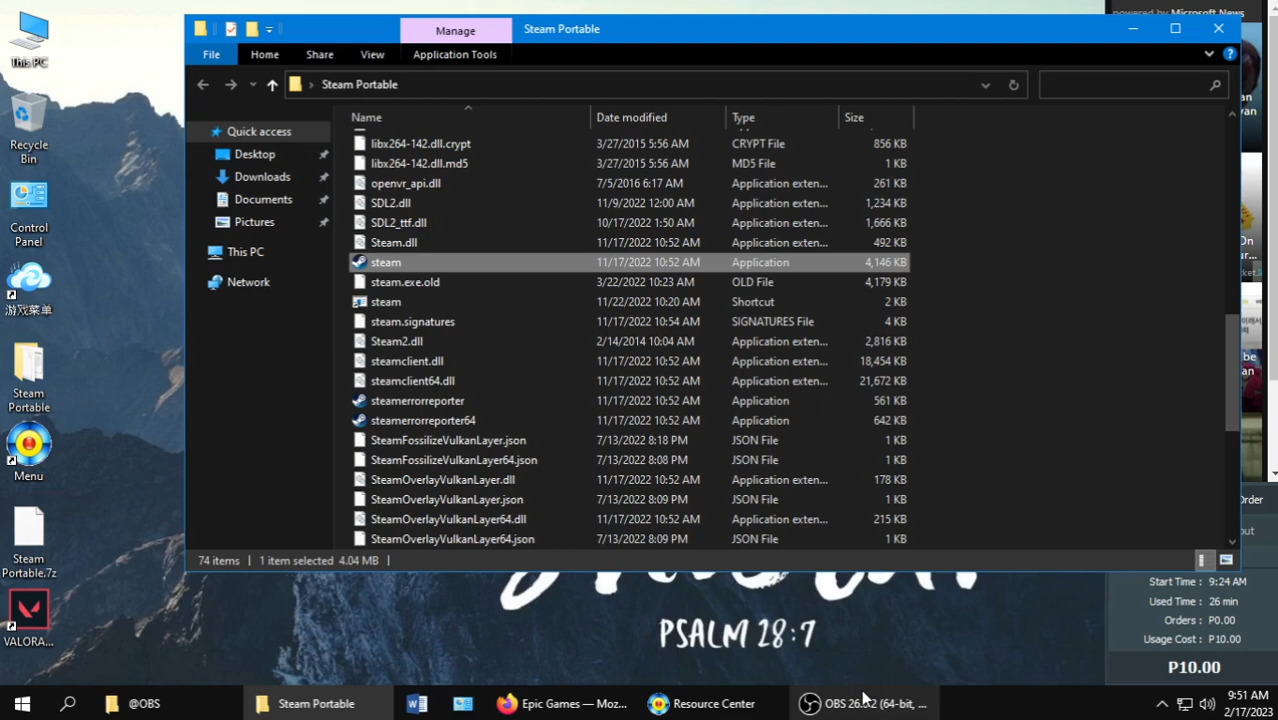 powered by Microsoft News
Manage
Steam Portable
File
Home
Share
View
Application Tools
Steam Portable
Name
Date modified
Type
Size
Quick access
Desktop
Downloads
Documents
Pictures
This PC
Network
libx264-142.dll.crypt 3/27/2015 5:56 AM CRYPT File 856 KB
libx264-142.dll.md5 3/27/2015 5:56 AM MD5 File 1 KB
openvr_api.dll 7/5/2016 6:17 AM Application exten... 261 KB
SDL2.dll 11/9/2022 12:00 AM Application exten... 1,234 KB
SDL2_ttf.dll 10/17/2022 1:50 AM Application exten... 1,666 KB
Steam.dll 11/17/2022 10:52 AM Application exten... 492 KB
steam 11/17/2022 10:52 AM Application 4,146 KB
steam.exe.old 3/22/2022 10:23 AM OLD File 4,179 KB
steam 11/22/2022 10:20 AM Shortcut 2 KB
steam.signatures 11/17/2022 10:54 AM SIGNATURES File 4 KB
Steam2.dll 2/14/2014 10:04 AM Application exten... 2,816 KB
steamclient.dll 11/17/2022 10:52 AM Application exten... 18,454 KB
steamclient64.dll 11/17/2022 10:52 AM Application exten... 21,672 KB
steamerrorreporter 11/17/2022 10:52 AM Application 561 KB
steamerrorreporter64 11/17/2022 10:52 AM Application 642 KB
SteamFossilizeVulkanLayer.json 7/13/2022 8:18 PM JSON File 1 KB
SteamFossilizeVulkanLayer64.json 7/13/2022 8:08 PM JSON File 1 KB
SteamOverlayVulkanLayer.dll 11/17/2022 10:52 AM Application exten... 178 KB
SteamOverlayVulkanLayer.json 7/13/2022 8:09 PM JSON File 1 KB
SteamOverlayVulkanLayer64.dll 11/17/2022 10:52 AM Application exten... 215 KB
SteamOverlayVulkanLayer64.json 7/13/2022 8:09 PM JSON File 1 KB
74 items 1 item selected 4.04 MB
This PC
Recycle
Bin
Control
Panel
游戏菜单
Steam
Portable
Menu
Steam
Portable.7z
VALORA...
PSALM 28:7
Start Time : 9:24 AM
Used Time : 26 min
Orders : P0.00
Usage Cost : P10.00
P10.00
@OBS
Steam Portable
Epic Games — Moz...
Resource Center
9:51 AM
2/17/2023